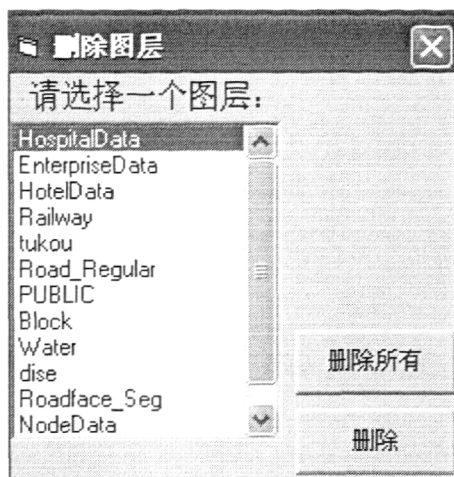 删除图层
请选择一个图层：
HospitalData
EnterpriseData
HotelData
Railway
tukou
Road_Regular
PUBLIC
Block
Water
dise
Roadface_Seg
NodeData
删除所有
删除